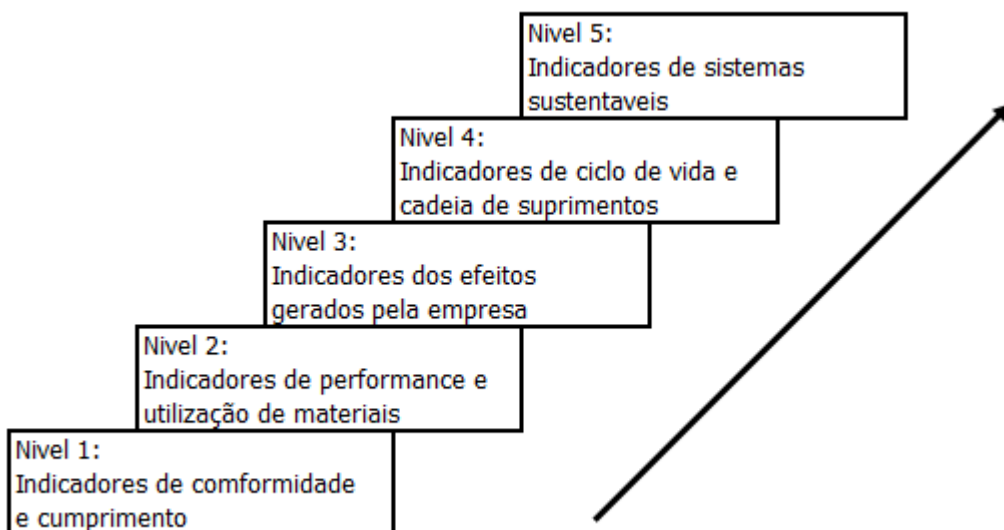 Nivel 5:
Indicadores de sistemas
sustentaveis
Nivel 4:
Indicadores de ciclo de vida e
cadeia de suprimentos
Nivel 3:
Indicadores dos efeitos
gerados pela empresa
Nivel 2:
Indicadores de performance e
utilização de materiais
Nivel 1:
Indicadores de comformidade
e cumprimento